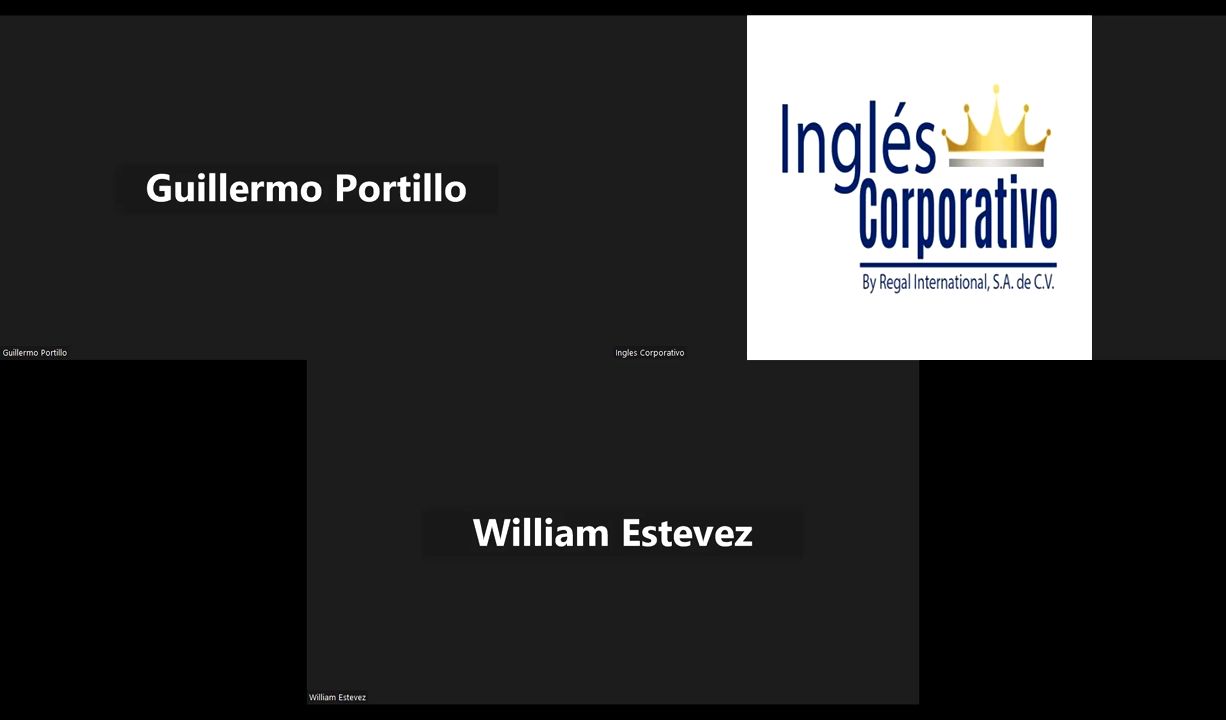 Guillermo Portillo
Inglés
Corporativo
By Regal International, S.A. de C.V.
Guillermo Portillo
Ingles Corporativo
William Estevez
William Estevez